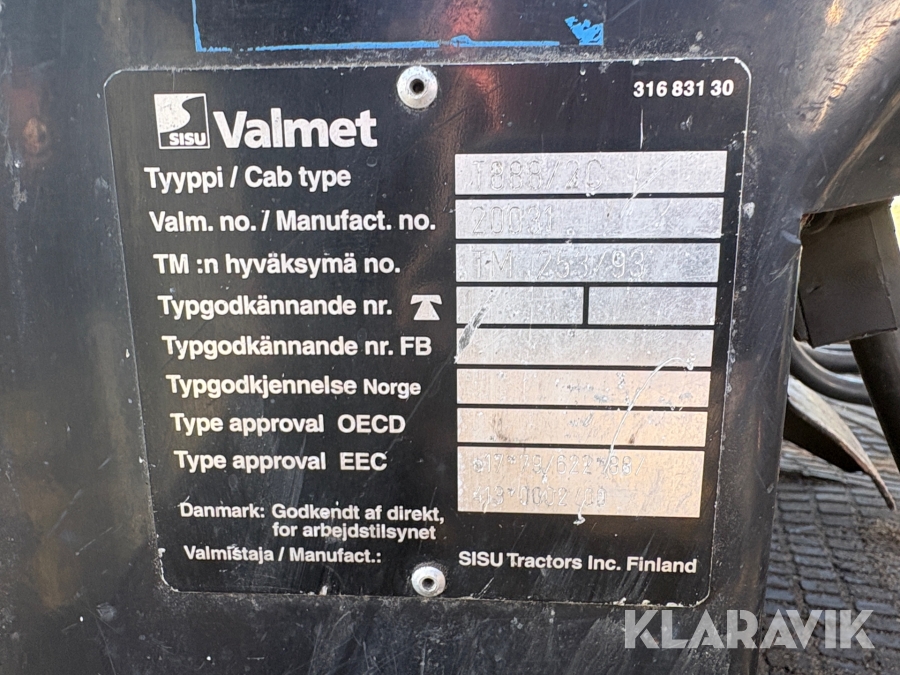 316 831 30
SISU Valmet
Tyyppi / Cab type
Valm. no. / Manufact. no.
TM :n hyväksymä no. TM 253/93
Typgodkännande nr.
Typgodkännande nr. FB
Typgodkjennelse Norge
Type approval OECD
Type approval EEC
Danmark: Godkendt af direkt,
for arbejdstilsynet
Valmistaja / Manufact.: SISU Tractors Inc. Finland
KLARAVIK